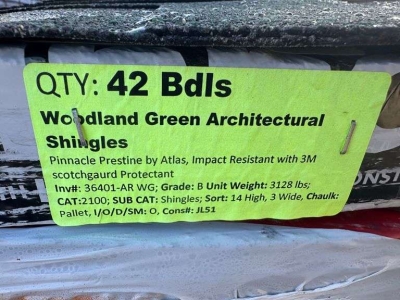 QTY: 42 Bdls
Woodland Green Architectural
Shingles
Pinnacle Prestine by Atlas, Impact Resistant with 3M
scotchgaurd Protectant
Inv#: 36401-AR WG; Grade: B Unit Weight: 3128 lbs;
CAT:2100; SUB CAT: Shingles; Sort: 14 High, 3 Wide, Chaulk:
Pallet, I/O/D/SM: O, Cons#: JL51